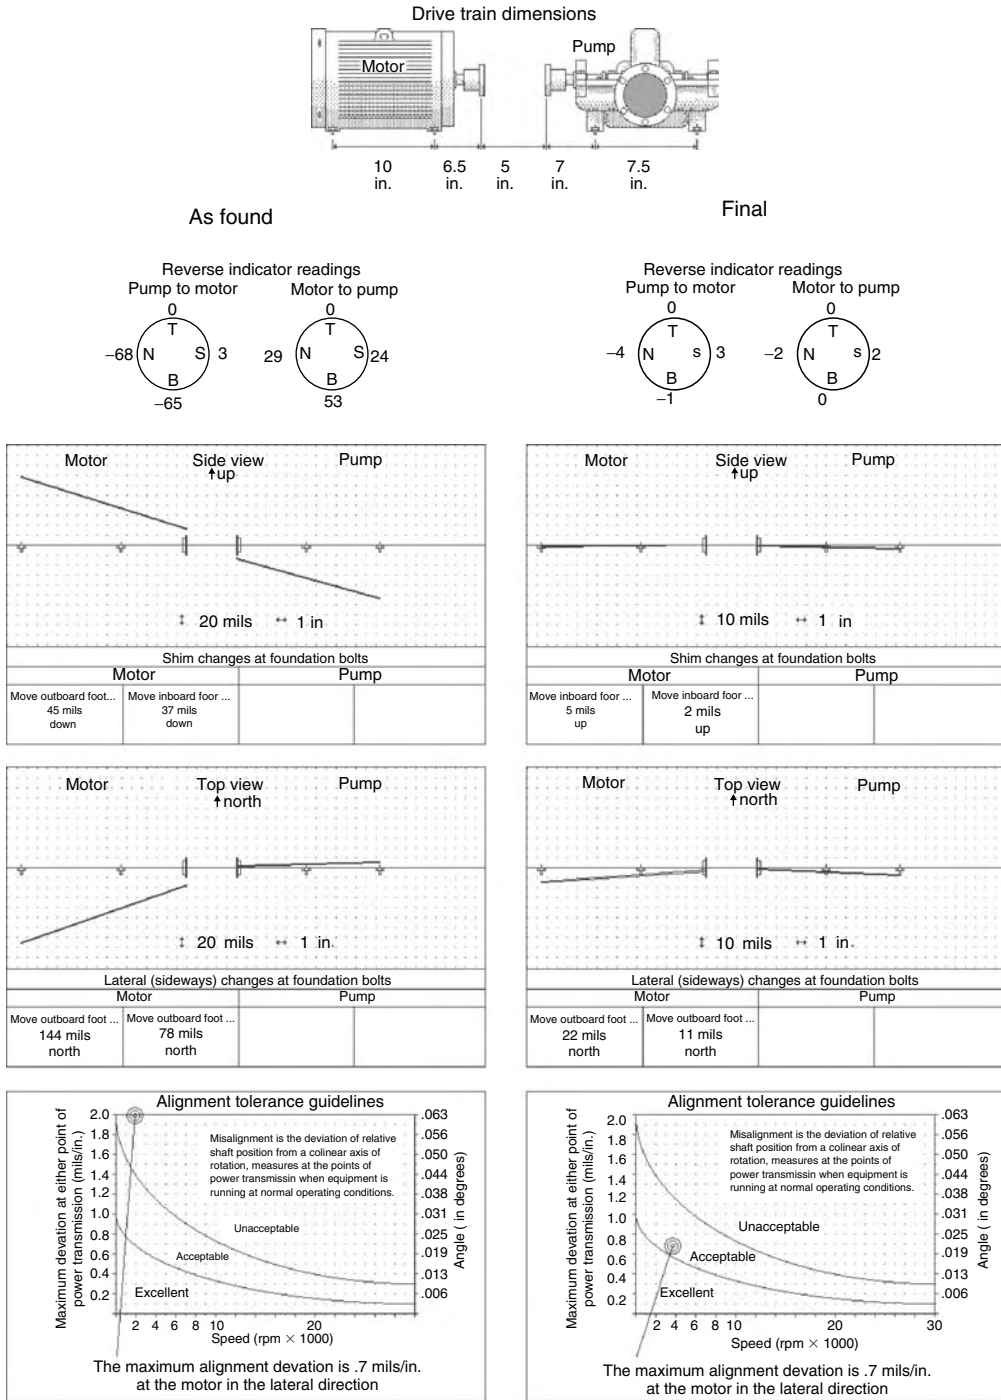 Drive train dimensions
Motor
Pump
10 in.
6.5 in.
5 in.
7 in.
7.5 in.
As found
Reverse indicator readings
Pump to motor
Motor to pump
0
T
-68 N S 3
B
-65
0
T
29 N S 24
B
53
Motor Side view Pump
↑up
20 mils 1 in
Shim changes at foundation bolts
Motor Pump
Move outboard foot...
45 mils
down
Move inboard foor ...
37 mils
down
Motor Top view Pump
↑north
20 mils 1 in.
Lateral (sideways) changes at foundation bolts
Motor Pump
Move outboard foot ...
144 mils
north
Move outboard foot ...
78 mils
north
Alignment tolerance guidelines
Maximum devation at either point of
power transmission (mils/in.)
2.0
1.8
1.6
1.4
1.2
1.0
0.8
0.6
0.4
0.2
Misalignment is the deviation of relative
shaft position from a colinear axis of
rotation, measures at the points of
power transmissin when equipment is
running at normal operating conditions.
Unacceptable
Acceptable
Excellent
.063
.056
.050
.044
.038
.031
.025
.019
.013
.006
Angle ( in degrees)
2 4 6 8 10 20
Speed (rpm × 1000)
The maximum alignment devation is .7 mils/in.
at the motor in the lateral direction
Final
Reverse indicator readings
Pump to motor
Motor to pump
0
T
-4 N s 3
B
-1
0
T
-2 N s 2
B
0
Motor Side view Pump
↑up
10 mils 1 in
Shim changes at foundation bolts
Motor Pump
Move inboard foor ...
5 mils
up
Move inboard foor ...
2 mils
up
Motor Top view Pump
↑north
10 mils 1 in.
Lateral (sideways) changes at foundation bolts
Motor Pump
Move outboard foot ...
22 mils
north
Move outboard foot ...
11 mils
north
Alignment tolerance guidelines
Maximum devation at either point of
power transmission (mils/in.)
2.0
1.8
1.6
1.4
1.2
1.0
0.8
0.6
0.4
0.2
Misalignment is the deviation of relative
shaft position from a colinear axis of
rotation, measures at the points of
power transmissin when equipment is
running at normal operating conditions.
Unacceptable
Acceptable
Excellent
.063
.056
.050
.044
.038
.031
.025
.019
.013
.006
Angle ( in degrees)
2 4 6 8 10 20 30
Speed (rpm × 1000)
The maximum alignment devation is .7 mils/in.
at the motor in the lateral direction